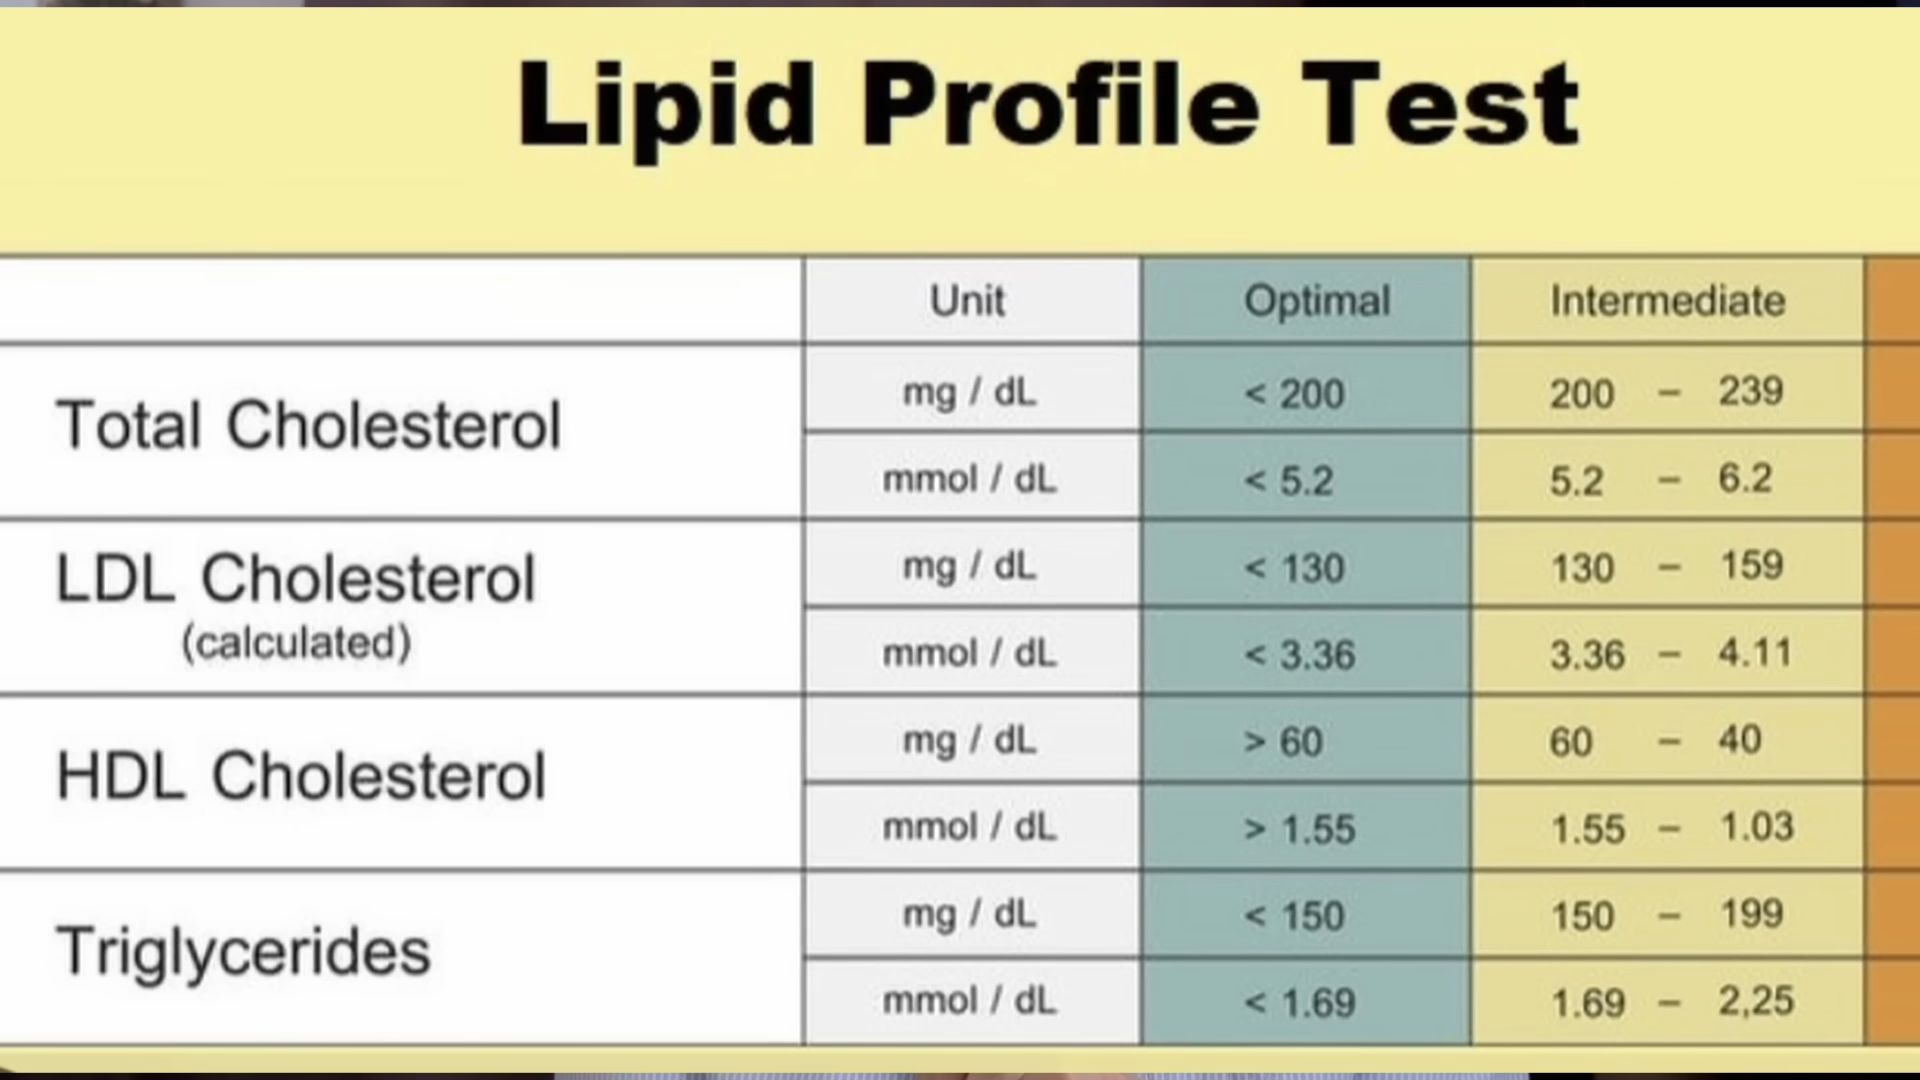 Lipid Profile Test
Unit Optimal Intermediate
Total Cholesterol
mg / dL < 200 200 – 239
mmol / dL < 5.2 5.2 – 6.2
LDL Cholesterol
(calculated)
mg / dL < 130 130 – 159
mmol / dL < 3.36 3.36 – 4.11
HDL Cholesterol
mg / dL > 60 60 – 40
mmol / dL > 1.55 1.55 – 1.03
Triglycerides
mg / dL < 150 150 – 199
mmol / dL < 1.69 1.69 – 2,25